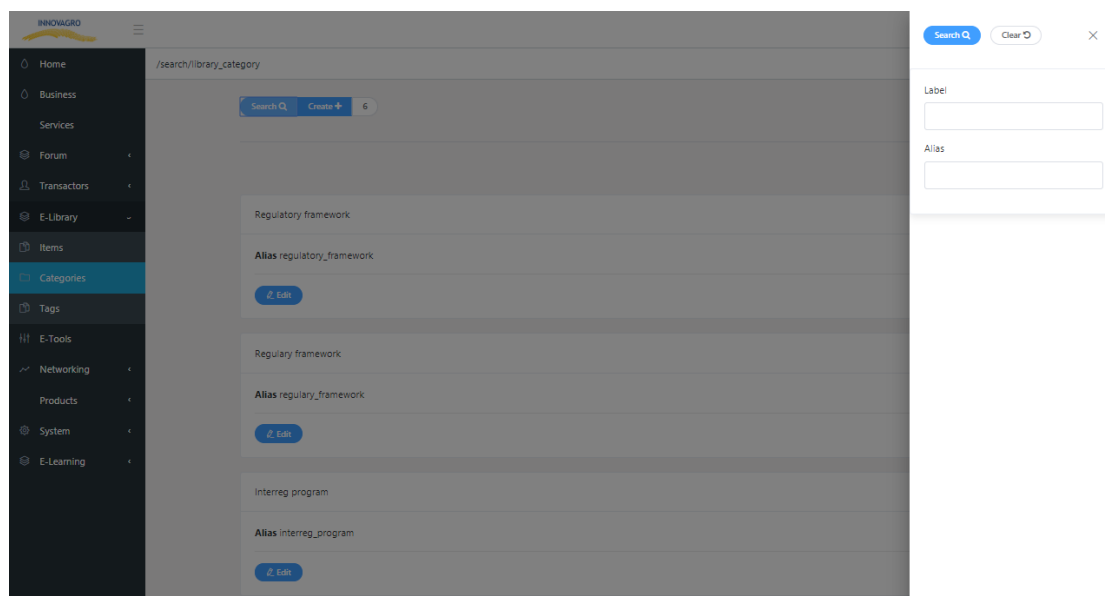 INNOVAGRO
Home
Business
Services
Forum
Transactors
E-Library
Items
Categories
Tags
E-Tools
Networking
Products
System
E-Learning
/search/library_category
Search Create 6
Regulatory framework
Alias regulatory_framework
Edit
Regulary framework
Alias regulary_framework
Edit
Interreg program
Alias interreg_program
Edit
Search Clear
Label
Alias